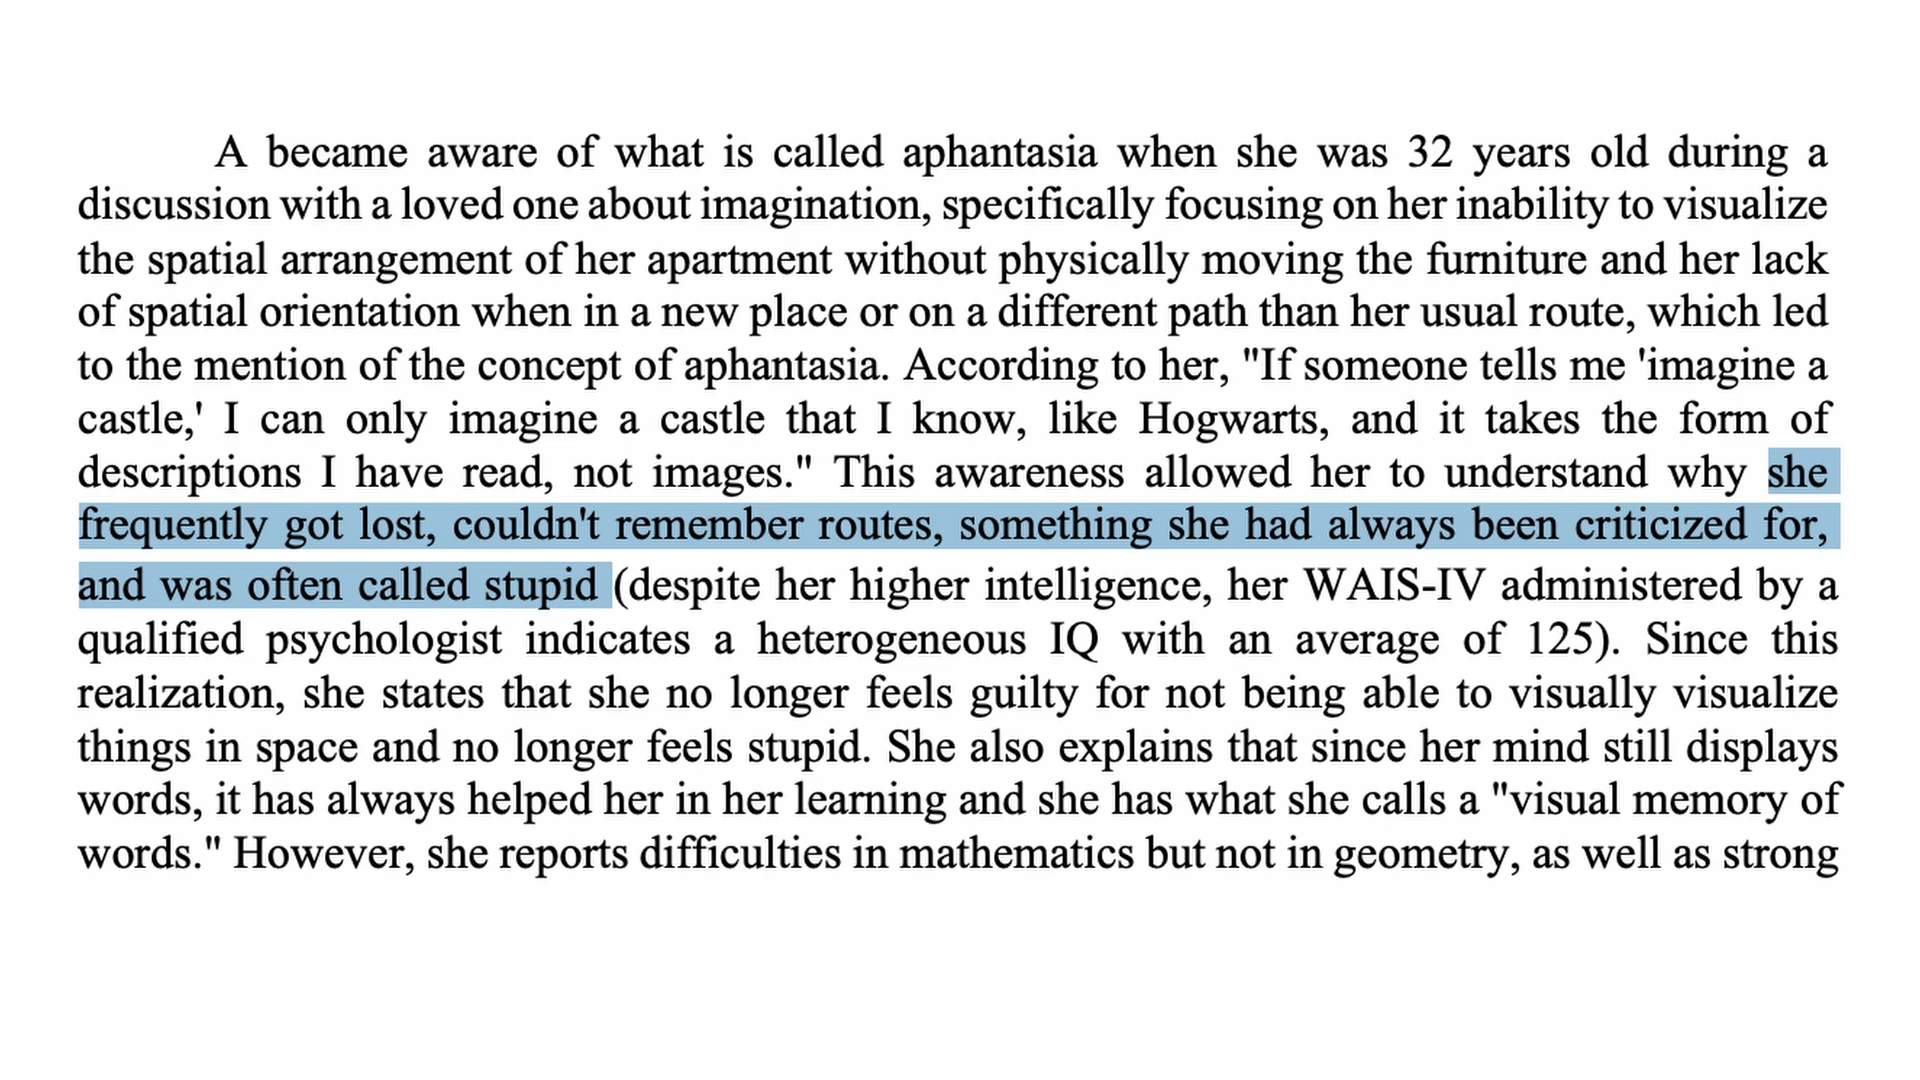 A became aware of what is called aphantasia when she was 32 years old during a
discussion with a loved one about imagination, specifically focusing on her inability to visualize
the spatial arrangement of her apartment without physically moving the furniture and her lack
of spatial orientation when in a new place or on a different path than her usual route, which led
to the mention of the concept of aphantasia. According to her, "If someone tells me 'imagine a
castle,' I can only imagine a castle that I know, like Hogwarts, and it takes the form of
descriptions I have read, not images." This awareness allowed her to understand why she
frequently got lost, couldn't remember routes, something she had always been criticized for,
and was often called stupid (despite her higher intelligence, her WAIS-IV administered by a
qualified psychologist indicates a heterogeneous IQ with an average of 125). Since this
realization, she states that she no longer feels guilty for not being able to visually visualize
things in space and no longer feels stupid. She also explains that since her mind still displays
words, it has always helped her in her learning and she has what she calls a "visual memory of
words." However, she reports difficulties in mathematics but not in geometry, as well as strong